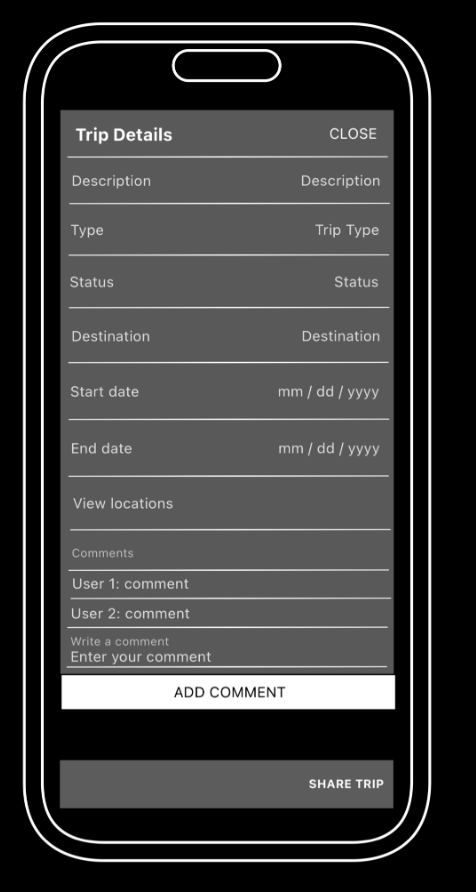 Trip Details CLOSE
Description Description
Type Trip Type
Status Status
Destination Destination
Start date mm / dd / yyyy
End date mm / dd / yyyy
View locations
Comments
User 1: comment
User 2: comment
Write a comment
Enter your comment
ADD COMMENT
SHARE TRIP